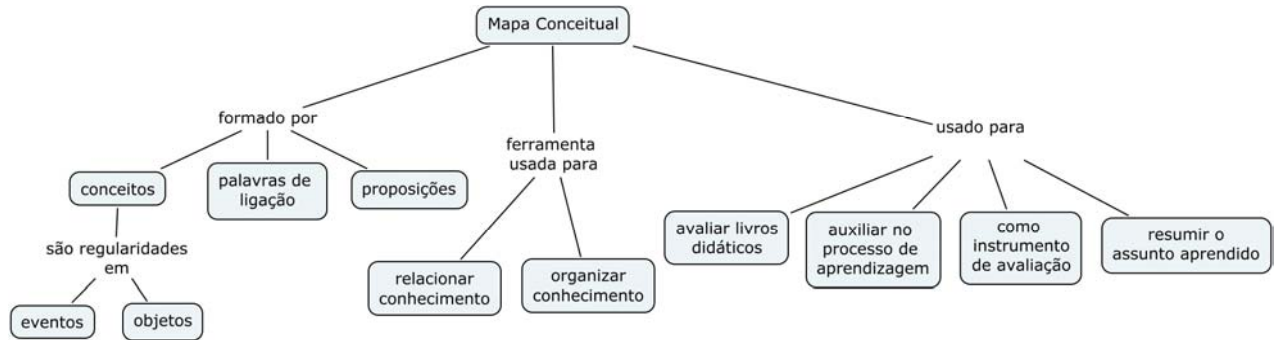 Mapa Conceitual
formado por
ferramenta
usada para
usado para
conceitos
palavras de
ligação
proposições
são regularidades
em
eventos
objetos
relacionar
conhecimento
organizar
conhecimento
avaliar livros
didáticos
auxiliar no
processo de
aprendizagem
como
instrumento
de avaliação
resumir o
assunto aprendido